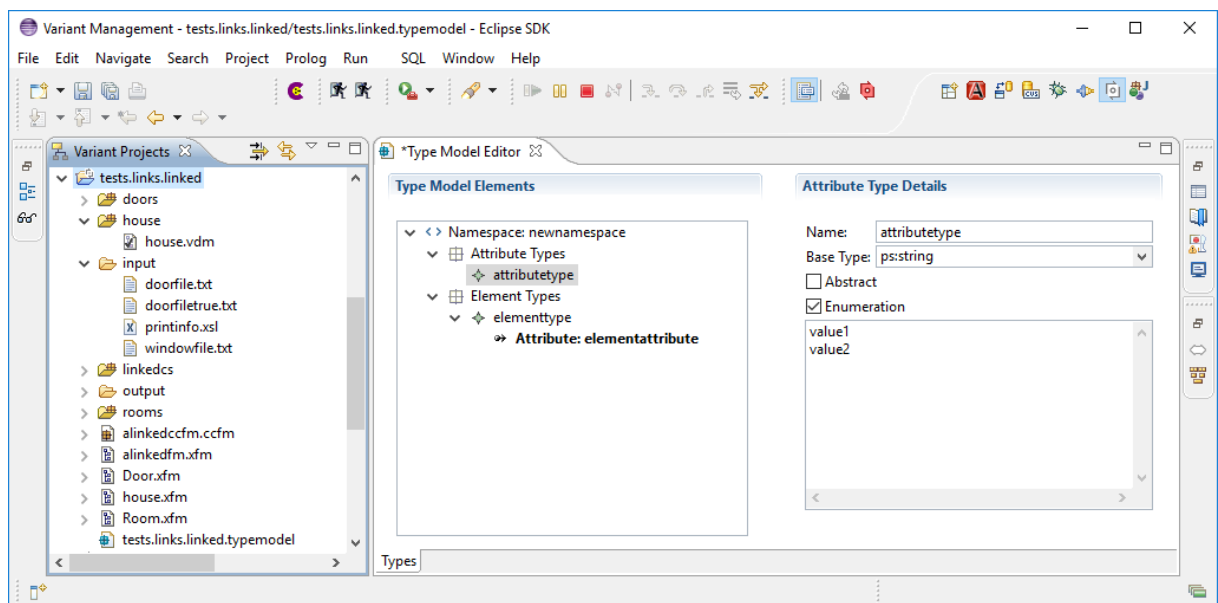 Variant Management - tests.links.linked/tests.links.linked.typemodel - Eclipse SDK
File Edit Navigate Search Project Prolog Run SQL Window Help
Variant Projects
tests.links.linked
doors
house
house.vdm
input
doorfile.txt
doorfiletrue.txt
printinfo.xsl
windowfile.txt
linkedcs
output
rooms
alinkedccfm.ccfm
alinkedfm.xfm
Door.xfm
house.xfm
Room.xfm
tests.links.linked.typemodel
*Type Model Editor
Type Model Elements
Namespace: newnamespace
Attribute Types
attributetype
Element Types
elementtype
Attribute: elementattribute
Types
Attribute Type Details
Name: attributetype
Base Type: ps:string
Abstract
Enumeration
value1
value2